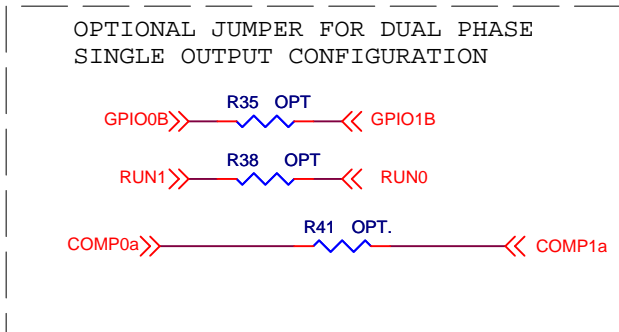 OPTIONAL JUMPER FOR DUAL PHASE
SINGLE OUTPUT CONFIGURATION
R35 OPT
GPIO0B GPIO1B
R38 OPT
RUN1 RUN0
R41 OPT.
COMP0a COMP1a